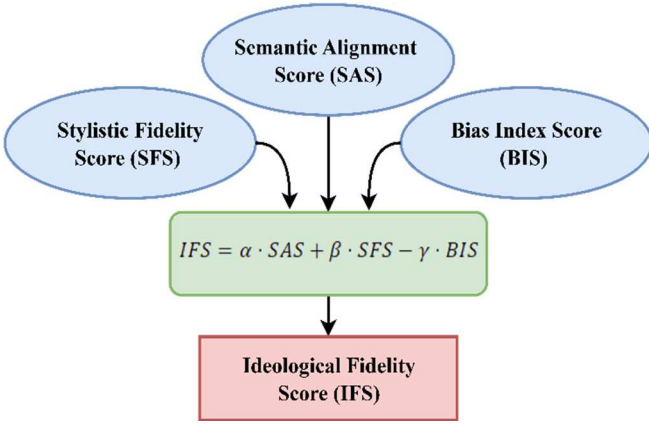 Semantic Alignment
Score (SAS)
Stylistic Fidelity
Score (SFS)
Bias Index Score
(BIS)
IFS = α · SAS + β · SFS − γ · BIS
Ideological Fidelity
Score (IFS)